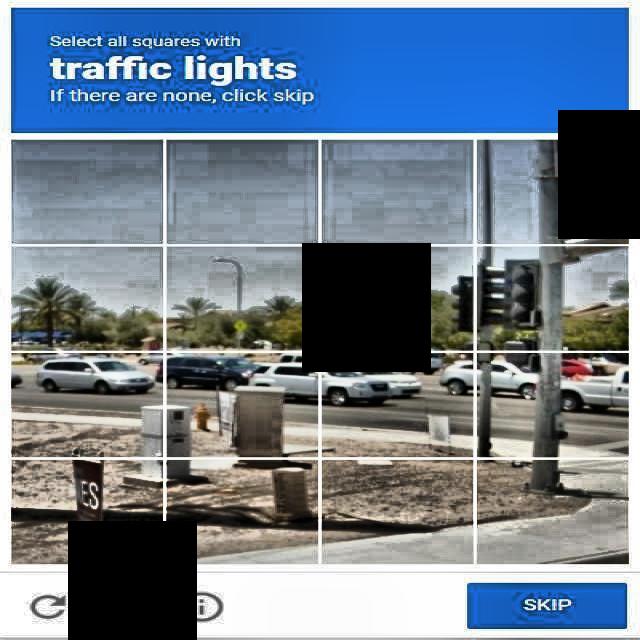 Select all squares with
traffic lights
If there are none, click skip
ES
SKIP